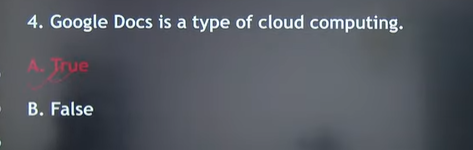 4. Google Docs is a type of cloud computing.
A. True
B. False